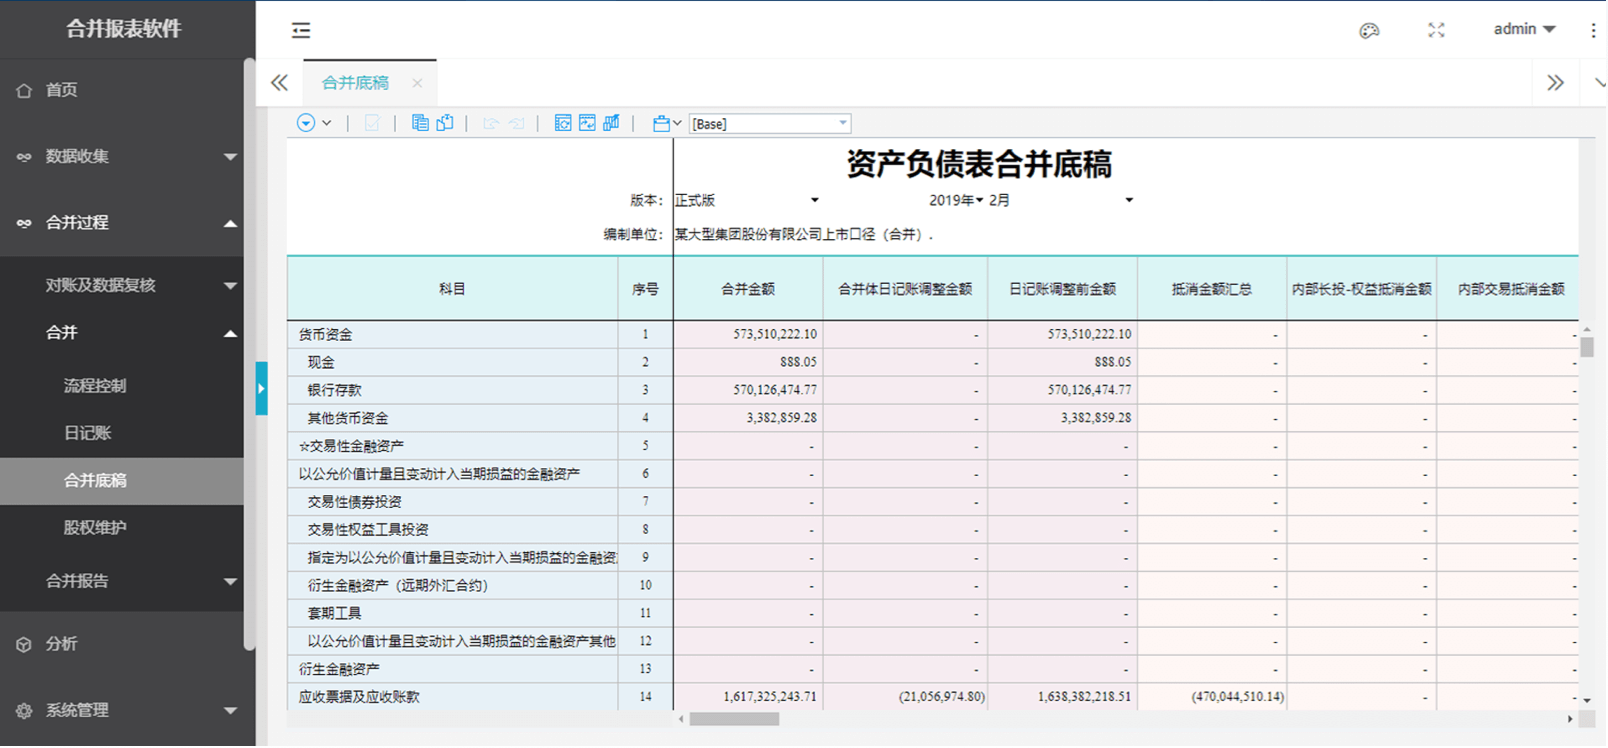 合并报表软件
admin
首页
合并底稿
数据收集
[Base]
合并过程
资产负债表合并底稿
版本： 正式版 2019年 2月
编制单位： 某大型集团股份有限公司上市口径（合并）.
对账及数据复核
合并
流程控制
日记账
合并底稿
股权维护
合并报告
分析
系统管理
科目 序号 合并金额 合并体日记账调整金额 日记账调整前金额 抵消金额汇总 内部长投-权益抵消金额 内部交易抵消金额
货币资金 1 573,510,222.10 - 573,510,222.10 - - -
现金 2 888.05 - 888.05 - - -
银行存款 3 570,126,474.77 - 570,126,474.77 - - -
其他货币资金 4 3,382,859.28 - 3,382,859.28 - - -
☆交易性金融资产 5 - - - - - -
以公允价值计量且变动计入当期损益的金融资产 6 - - - - - -
交易性债券投资 7 - - - - - -
交易性权益工具投资 8 - - - - - -
指定为以公允价值计量且变动计入当期损益的金融资 9 - - - - - -
衍生金融资产（远期外汇合约） 10 - - - - - -
套期工具 11 - - - - - -
以公允价值计量且变动计入当期损益的金融资产其他 12 - - - - - -
衍生金融资产 13 - - - - - -
应收票据及应收账款 14 1,617,325,243.71 (21,056,974.80) 1,638,382,218.51 (470,044,510.14) - -